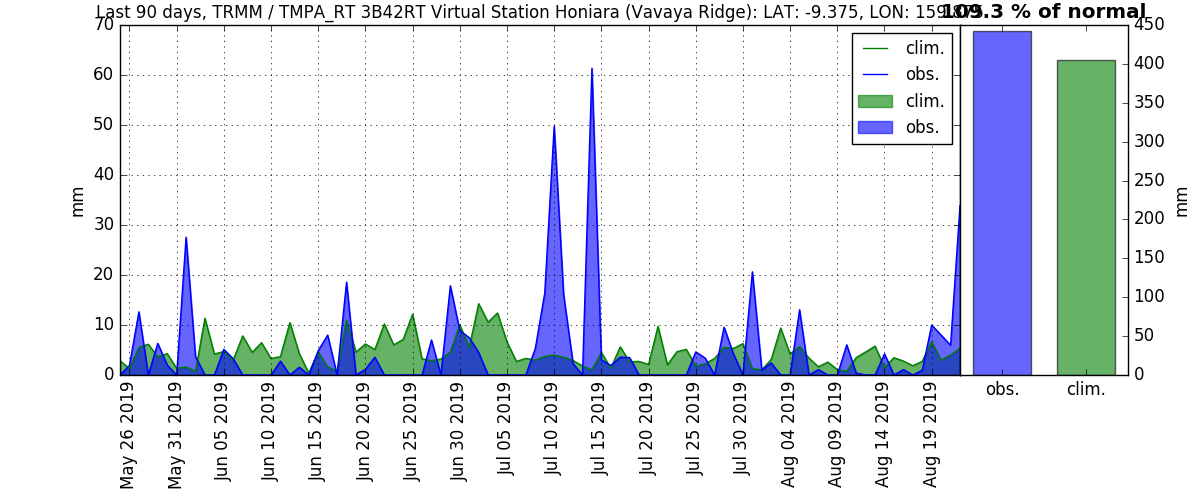 Last 90 days, TRMM / TMPA_RT 3B42RT Virtual Station Honiara (Vavaya Ridge): LAT: -9.375, LON:
109.3 % of normal
70
60
50
40
30
20
10
0
mm
clim.
obs.
clim.
obs.
450
400
350
300
250
200
150
100
50
0
mm
obs.
clim.
May 26 2019
May 31 2019
Jun 05 2019
Jun 10 2019
Jun 15 2019
Jun 20 2019
Jun 25 2019
Jun 30 2019
Jul 05 2019
Jul 10 2019
Jul 15 2019
Jul 20 2019
Jul 25 2019
Jul 30 2019
Aug 04 2019
Aug 09 2019
Aug 14 2019
Aug 19 2019